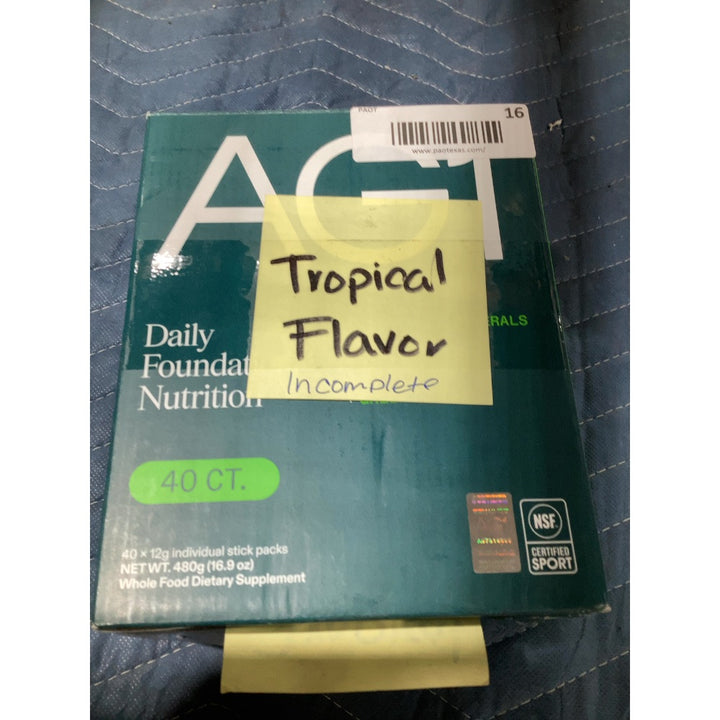 PAOT
16
www.paotexas.com/
AG1
Tropical
Flavor
Incomplete
ERALS
Daily
Foundat
Nutrition
40 CT.
40 × 12g individual stick packs
NET WT. 480g (16.9 oz)
Whole Food Dietary Supplement
NSF
CERTIFIED
SPORT